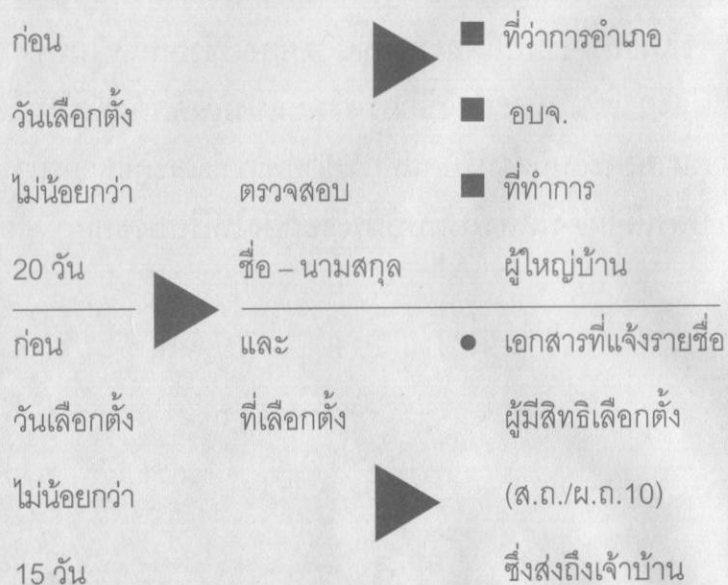 ก่อน
วันเลือกตั้ง
ไม่น้อยกว่า
20 วัน
ก่อน
วันเลือกตั้ง
ไม่น้อยกว่า
15 วัน
ตรวจสอบ
ชื่อ – นามสกุล
และ
ที่เลือกตั้ง
■ ที่ว่าการอำเภอ
■ อบจ.
■ ที่ทำการ
ผู้ใหญ่บ้าน
● เอกสารที่แจ้งรายชื่อ
ผู้มีสิทธิเลือกตั้ง
(ส.ถ./ผ.ถ.10)
ซึ่งส่งถึงเจ้าบ้าน